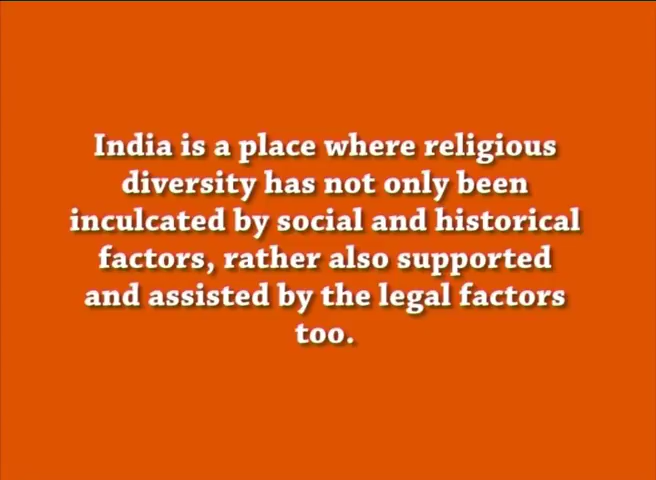 India is a place where religious
diversity has not only been
inculcated by social and historical
factors, rather also supported
and assisted by the legal factors
too.